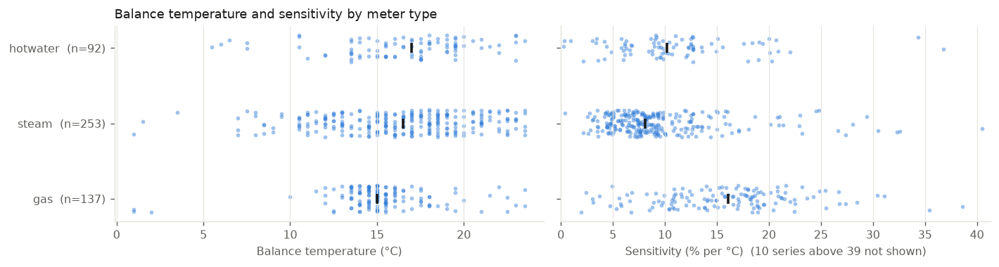 Balance temperature and sensitivity by meter type
hotwater (n=92)
steam (n=253)
gas (n=137)
0 5 10 15 20
0 5 10 15 20 25 30 35 40
Balance temperature (°C)
Sensitivity (% per °C) (10 series above 39 not shown)